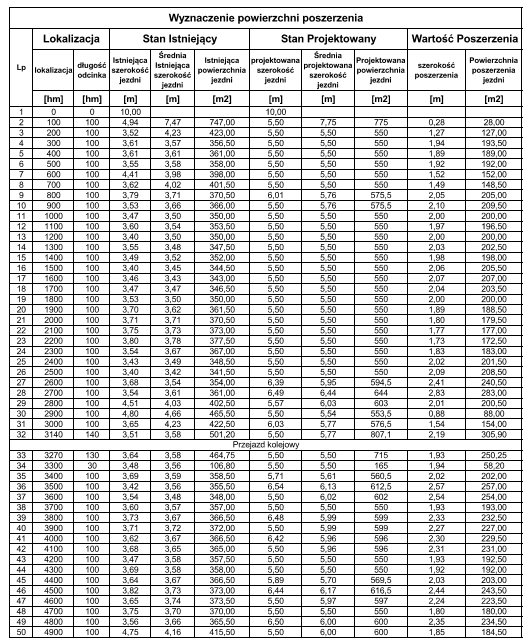 Wyznaczenie powierzchni poszerzenia
Lokalizacja Stan Istniejący Stan Projektowany Wartość Poszerzenia
Lp lokalizacja długość odcinka Istniejąca szerokość jezdni Średnia Istniejąca szerokość jezdni Istniejąca powierzchnia jezdni projektowana szerokość jezdni Średnia projektowana szerokość jezdni Projektowana powierzchnia jezdni szerokość poszerzenia Powierzchnia poszerzenia jezdni
[hm] [hm] [m] [m] [m2] [m] [m] [m2] [m] [m2]
1 0 0 10,00 10,00
2 100 100 4,94 7,47 747,00 5,50 7,75 775 0,28 28,00
3 200 100 3,52 4,23 423,00 5,50 5,50 550 1,27 127,00
4 300 100 3,61 3,57 356,50 5,50 5,50 550 1,94 193,50
5 400 100 3,61 3,61 361,00 5,50 5,50 550 1,89 189,00
6 500 100 3,55 3,58 358,00 5,50 5,50 550 1,92 192,00
7 600 100 4,41 3,98 398,00 5,50 5,50 550 1,52 152,00
8 700 100 3,62 4,02 401,50 5,50 5,50 550 1,49 148,50
9 800 100 3,79 3,71 370,50 6,01 5,76 575,5 2,05 205,00
10 900 100 3,53 3,66 366,00 5,50 5,76 575,5 2,10 209,50
11 1000 100 3,47 3,50 350,00 5,50 5,50 550 2,00 200,00
12 1100 100 3,60 3,54 353,50 5,50 5,50 550 1,97 196,50
13 1200 100 3,40 3,50 350,00 5,50 5,50 550 2,00 200,00
14 1300 100 3,55 3,48 347,50 5,50 5,50 550 2,03 202,50
15 1400 100 3,49 3,52 352,00 5,50 5,50 550 1,98 198,00
16 1500 100 3,40 3,45 344,50 5,50 5,50 550 2,06 205,50
17 1600 100 3,46 3,43 343,00 5,50 5,50 550 2,07 207,00
18 1700 100 3,47 3,47 346,50 5,50 5,50 550 2,04 203,50
19 1800 100 3,53 3,50 350,00 5,50 5,50 550 2,00 200,00
20 1900 100 3,70 3,62 361,50 5,50 5,50 550 1,89 188,50
21 2000 100 3,71 3,71 370,50 5,50 5,50 550 1,80 179,50
22 2100 100 3,75 3,73 373,00 5,50 5,50 550 1,77 177,00
23 2200 100 3,80 3,78 377,50 5,50 5,50 550 1,73 172,50
24 2300 100 3,54 3,67 367,00 5,50 5,50 550 1,83 183,00
25 2400 100 3,43 3,49 348,50 5,50 5,50 550 2,02 201,50
26 2500 100 3,40 3,42 341,50 5,50 5,50 550 2,09 208,50
27 2600 100 3,68 3,54 354,00 6,39 5,95 594,5 2,41 240,50
28 2700 100 3,54 3,61 361,00 6,49 6,44 644 2,83 283,00
29 2800 100 4,51 4,03 402,50 5,57 6,03 603 2,01 200,50
30 2900 100 4,80 4,66 465,50 5,50 5,54 553,5 0,88 88,00
31 3000 100 3,65 4,23 422,50 6,03 5,77 576,5 1,54 154,00
32 3140 140 3,51 3,58 501,20 5,50 5,77 807,1 2,19 305,90
Przejazd kolejowy
33 3270 130 3,64 3,58 464,75 5,50 5,50 715 1,93 250,25
34 3300 30 3,48 3,56 106,80 5,50 5,50 165 1,94 58,20
35 3400 100 3,69 3,59 358,50 5,71 5,61 560,5 2,02 202,00
36 3500 100 3,42 3,56 355,50 6,54 6,13 612,5 2,57 257,00
37 3600 100 3,54 3,48 348,00 5,50 6,02 602 2,54 254,00
38 3700 100 3,60 3,57 357,00 5,50 5,50 550 1,93 193,00
39 3800 100 3,73 3,67 366,50 6,48 5,99 599 2,33 232,50
40 3900 100 3,71 3,72 372,00 5,50 5,99 599 2,27 227,00
41 4000 100 3,62 3,67 366,50 6,42 5,96 596 2,30 229,50
42 4100 100 3,68 3,65 365,00 5,50 5,96 596 2,31 231,00
43 4200 100 3,47 3,58 357,50 5,50 5,50 550 1,93 192,50
44 4300 100 3,69 3,58 358,00 5,50 5,50 550 1,92 192,00
45 4400 100 3,64 3,67 366,50 5,89 5,70 569,5 2,03 203,00
46 4500 100 3,82 3,73 373,00 6,44 6,17 616,5 2,44 243,50
47 4600 100 3,65 3,74 373,50 5,50 5,97 597 2,24 223,50
48 4700 100 3,75 3,70 370,00 5,50 5,50 550 1,80 180,00
49 4800 100 3,56 3,66 365,50 6,50 6,00 600 2,35 234,50
50 4900 100 4,75 4,16 415,50 5,50 6,00 600 1,85 184,50